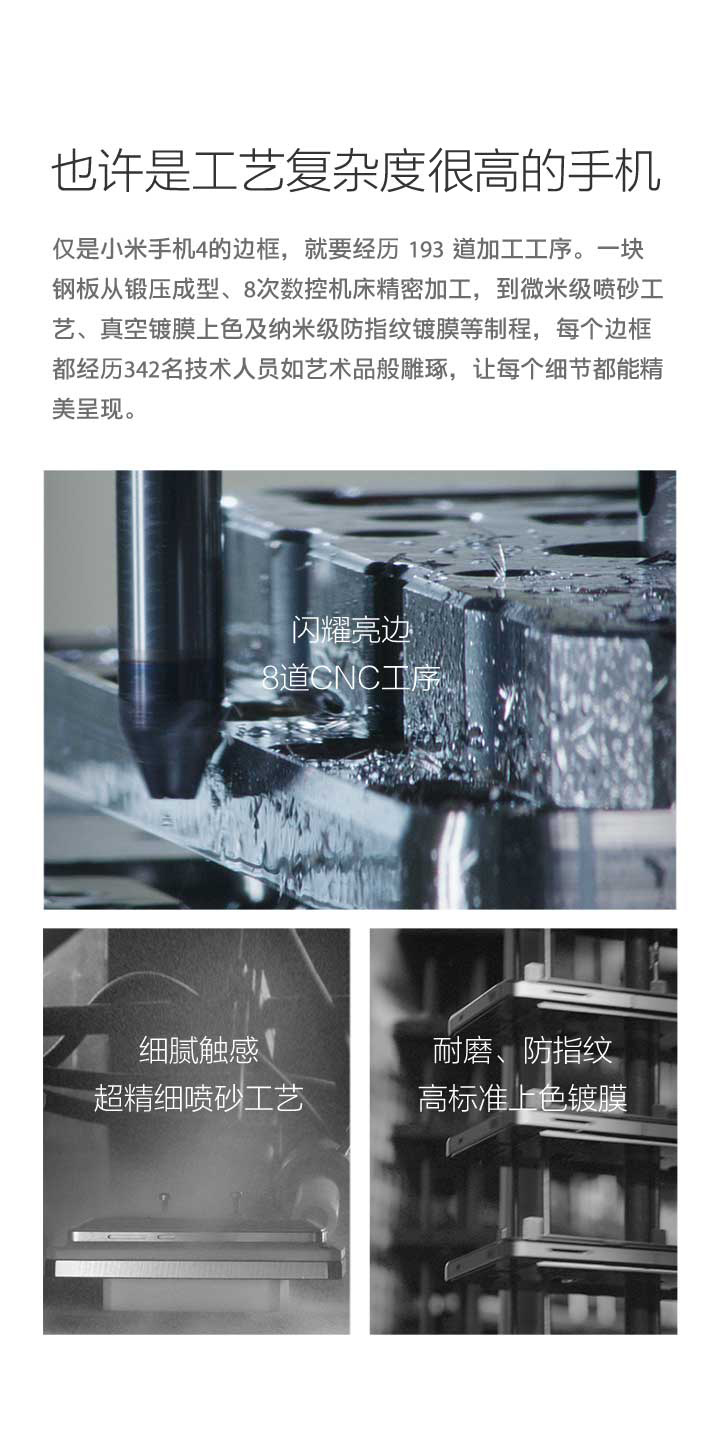 也许是工艺复杂度很高的手机
仅是小米手机4的边框，就要经历 193 道加工工序。一块
钢板从锻压成型、8次数控机床精密加工，到微米级喷砂工
艺、真空镀膜上色及纳米级防指纹镀膜等制程，每个边框
都经历342名技术人员如艺术品般雕琢，让每个细节都能精
美呈现。
闪耀亮边
8道CNC工序
细腻触感
超精细喷砂工艺
耐磨、防指纹
高标准上色镀膜